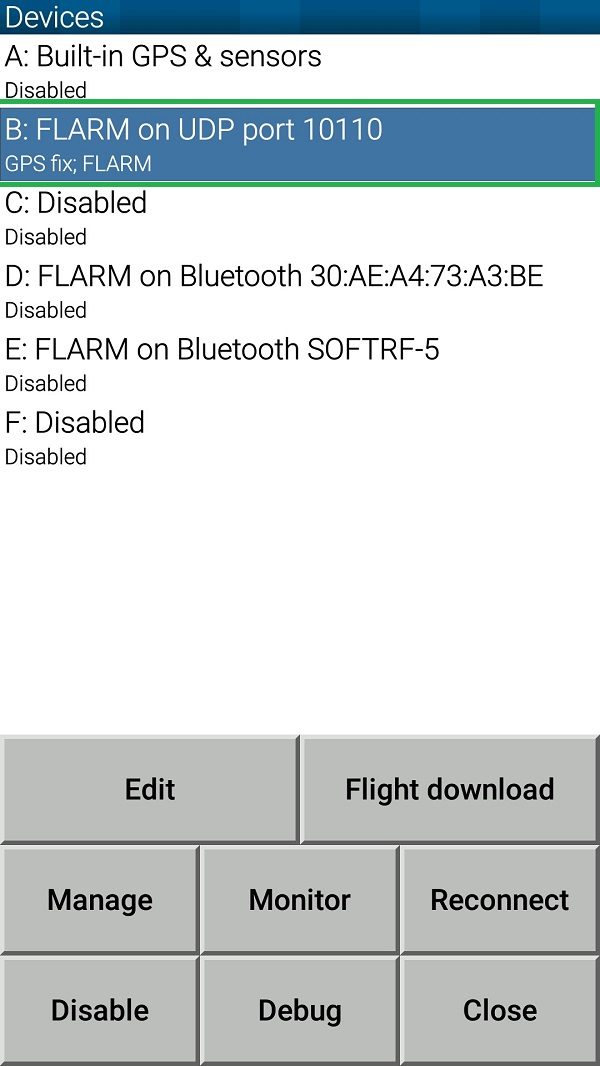 Devices
A: Built-in GPS & sensors
Disabled
B: FLARM on UDP port 10110
GPS fix; FLARM
C: Disabled
Disabled
D: FLARM on Bluetooth 30:AE:A4:73:A3:BE
Disabled
E: FLARM on Bluetooth SOFTRF-5
Disabled
F: Disabled
Disabled
Edit
Flight download
Manage
Monitor
Reconnect
Disable
Debug
Close